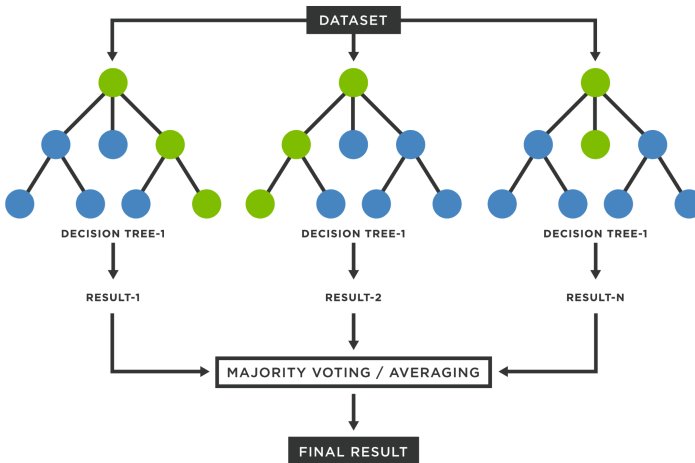 DATASET
DECISION TREE-1
DECISION TREE-1
DECISION TREE-1
RESULT-1
RESULT-2
RESULT-N
MAJORITY VOTING / AVERAGING
FINAL RESULT